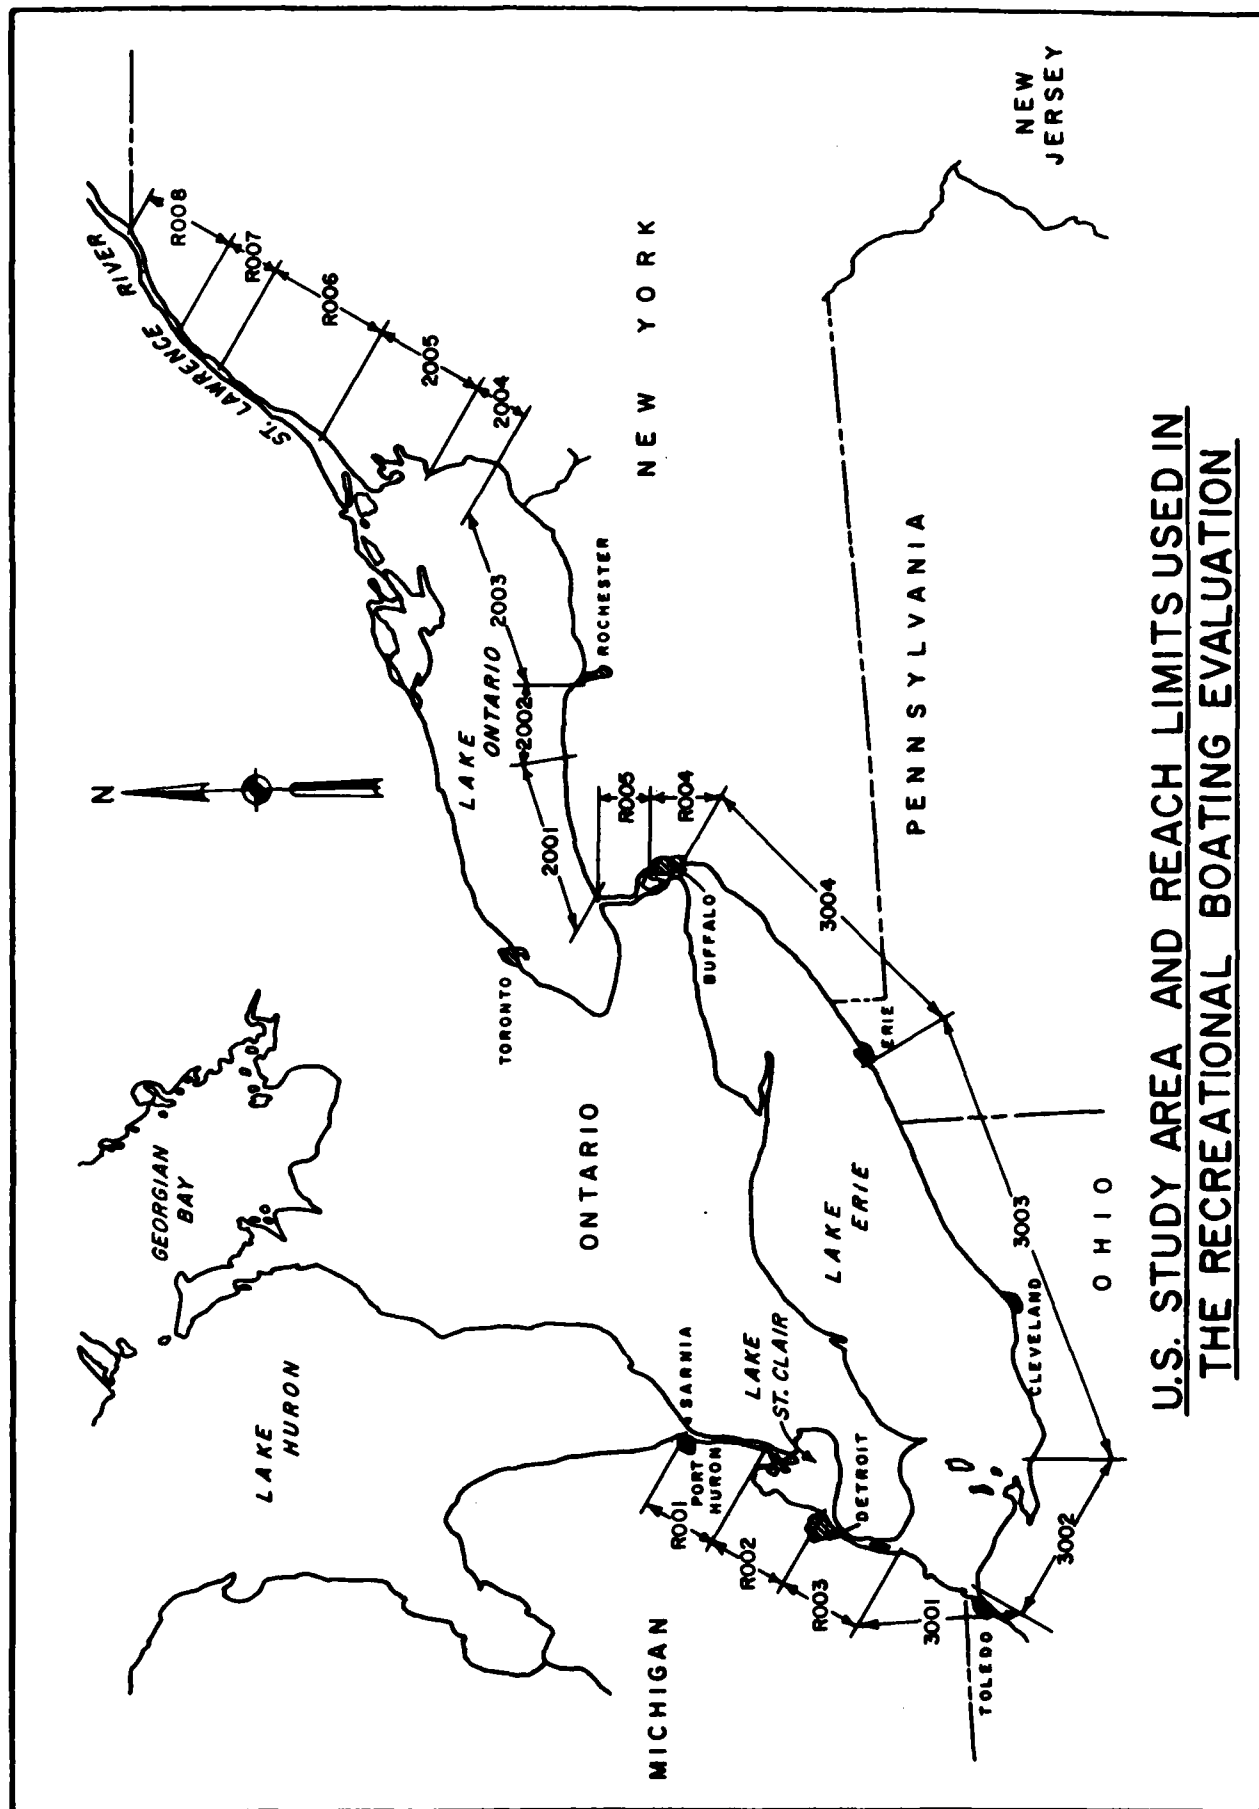 N
GEORGIAN
BAY
LAKE
HURON
MICHIGAN
ONTARIO
TORONTO
LAKE
ONTARIO
ST. LAWRENCE
RIVER
R008
R007
R006
2005
2004
2003
2002
2001
ROCHESTER
NEW YORK
R005
R004
BUFFALO
SARNIA
PORT
HURON
LAKE
ST. CLAIR
DETROIT
R001
R002
R003
3001
LAKE
ERIE
3004
ERIE
PENNSYLVANIA
NEW
JERSEY
TOLEDO
3002
CLEVELAND
3003
OHIO
U.S. STUDY AREA AND REACH LIMITS USED IN
THE RECREATIONAL BOATING EVALUATION